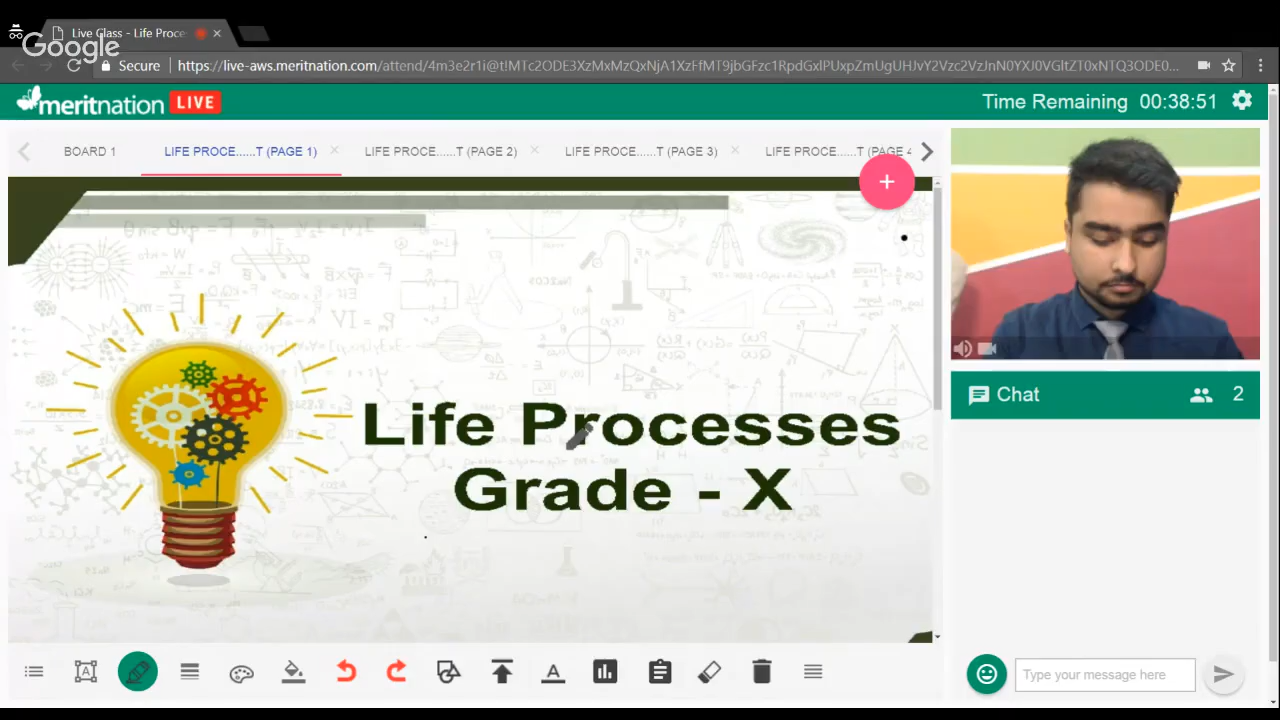 Live Class - Life Proce
Google
Secure
https://live-aws.meritnation.com/attend/4m3e2r1i@t!MTc2ODE3XzMxMzQxNjA1XzFfMT9jbGFzc1RpdGxlPUxpZmUgUHJvY2Vzc2VzJnN0YXJ0VGltZT0xNTQ3ODE0...
meritnation LIVE
Time Remaining 00:38:51
BOARD 1
LIFE PROCE......T (PAGE 1)
LIFE PROCE......T (PAGE 2)
LIFE PROCE......T (PAGE 3)
LIFE PROCE......T (PAGE 4
Life Processes
Grade - X
Chat
2
Type your message here